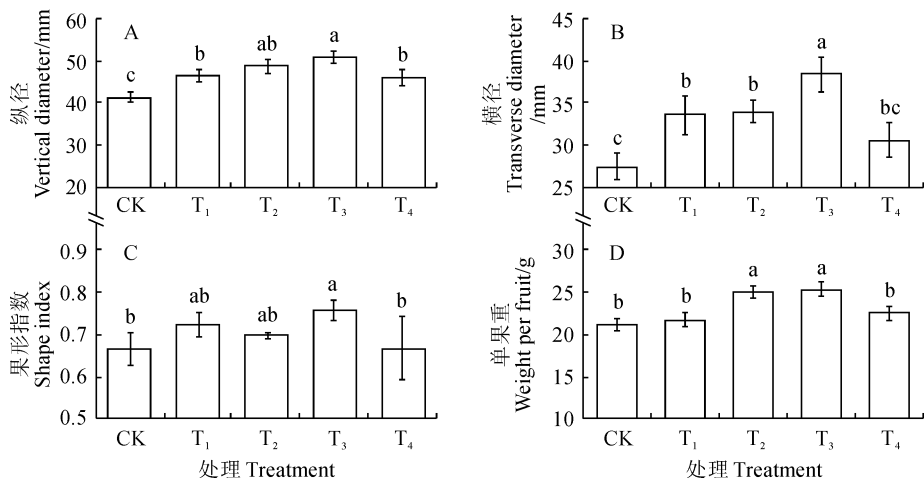 A
纵径
Vertical diameter/mm
60
50
40
30
20
c
b
ab
a
b
CK
T₁
T₂
T₃
T₄
B
横径
Transverse diameter
/mm
45
40
35
30
25
c
b
b
a
bc
CK
T₁
T₂
T₃
T₄
C
果形指数
Shape index
0.9
0.8
0.7
0.6
0.5
b
ab
ab
a
b
CK
T₁
T₂
T₃
T₄
处理 Treatment
D
单果重
Weight per fruit/g
30
25
20
15
10
b
b
a
a
b
CK
T₁
T₂
T₃
T₄
处理 Treatment